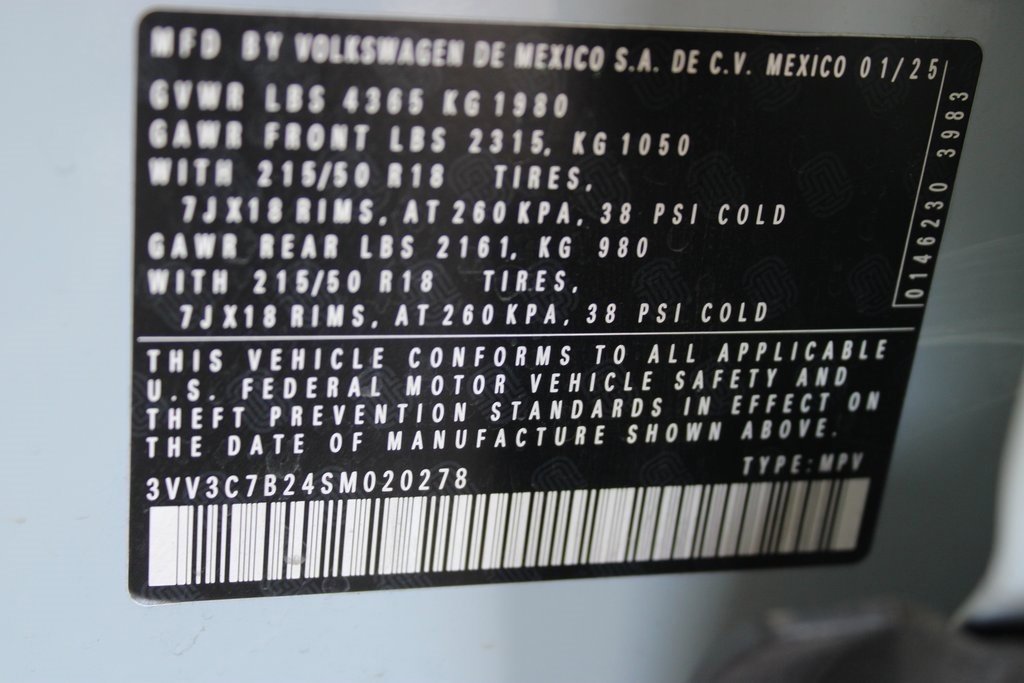 MFD BY VOLKSWAGEN DE MEXICO S.A. DE C.V. MEXICO 01/25
GVWR LBS 4365 KG 1980
GAWR FRONT LBS 2315, KG 1050
WITH 215/50 R18 TIRES,
7JX18 RIMS, AT 260 KPA, 38 PSI COLD
GAWR REAR LBS 2161, KG 980
WITH 215/50 R18 TIRES,
7JX18 RIMS, AT 260 KPA, 38 PSI COLD
0146230 3983
THIS VEHICLE CONFORMS TO ALL APPLICABLE
U.S. FEDERAL MOTOR VEHICLE SAFETY AND
THEFT PREVENTION STANDARDS IN EFFECT ON
THE DATE OF MANUFACTURE SHOWN ABOVE.
3VV3C7B24SM020278
TYPE:MPV